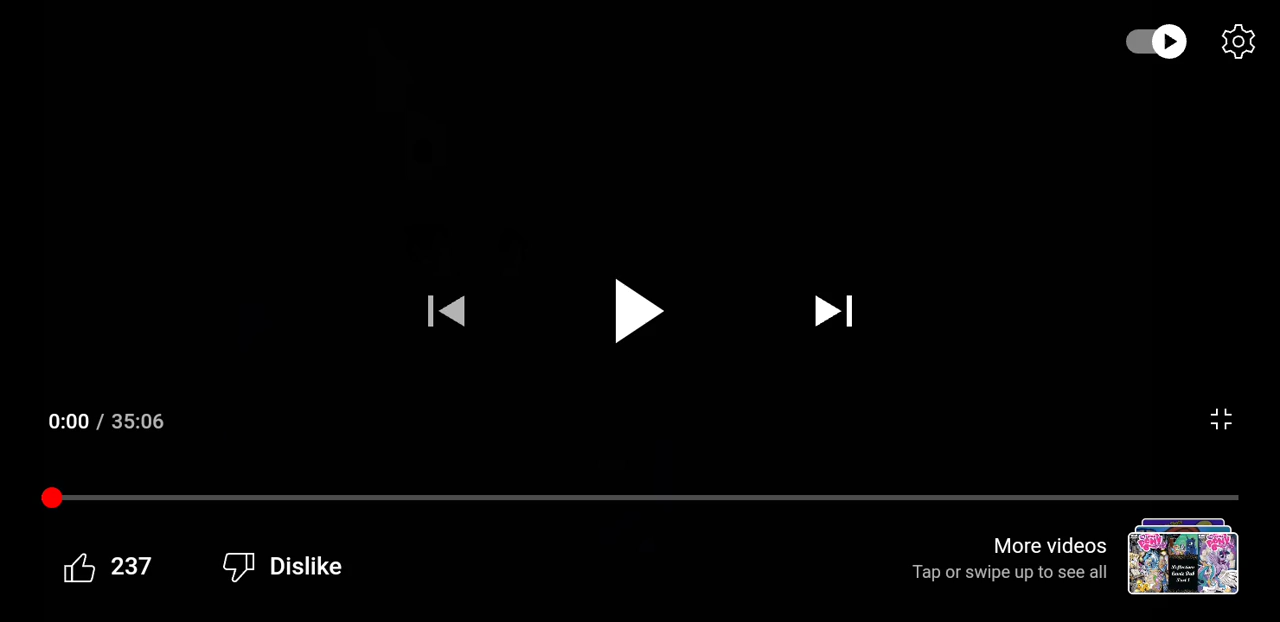 0:00 / 35:06
237
Dislike
More videos
Tap or swipe up to see all